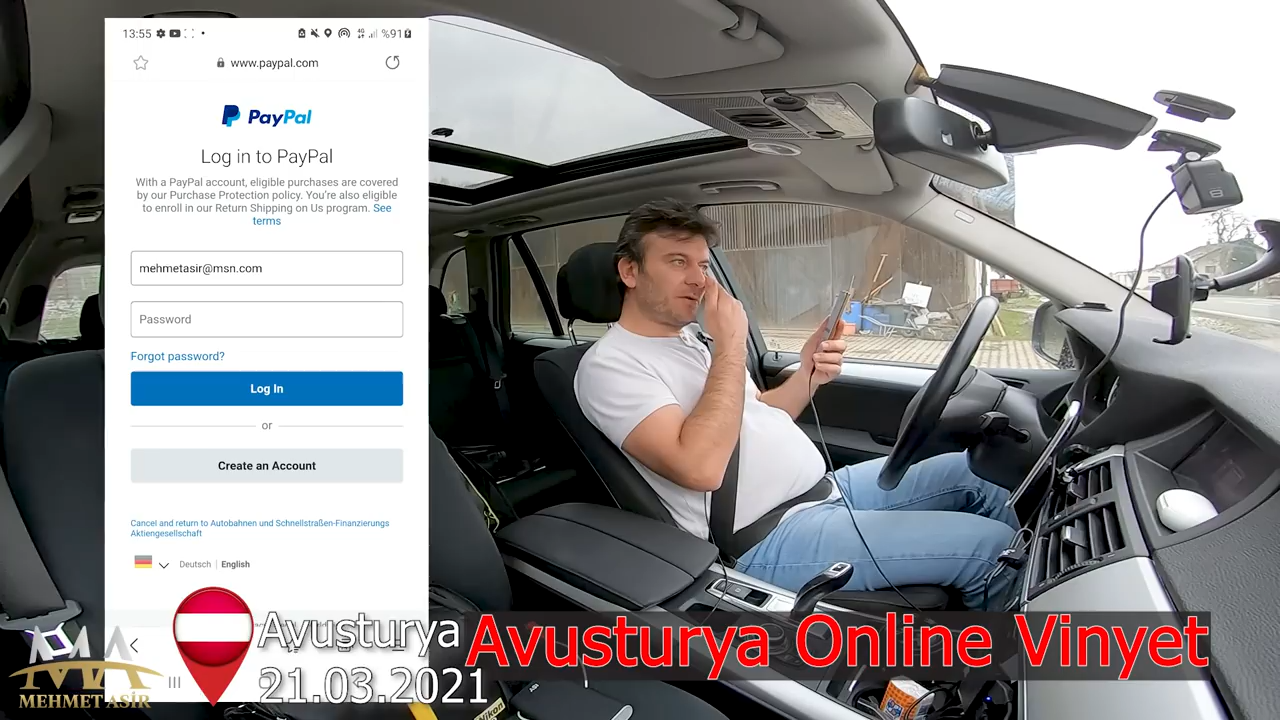 13:55
%91
www.paypal.com
PayPal
Log in to PayPal
With a PayPal account, eligible purchases are covered
by our Purchase Protection policy. You're also eligible
to enroll in our Return Shipping on Us program. See
terms
mehmetasir@msn.com
Password
Forgot password?
Log In
or
Create an Account
Cancel and return to Autobahnen und Schnellstraßen-Finanzierungs
Aktiengesellschaft
Deutsch | English
Avusturya
21.03.2021
Avusturya Online Vinyet
MEHMET ASİR
Nikon